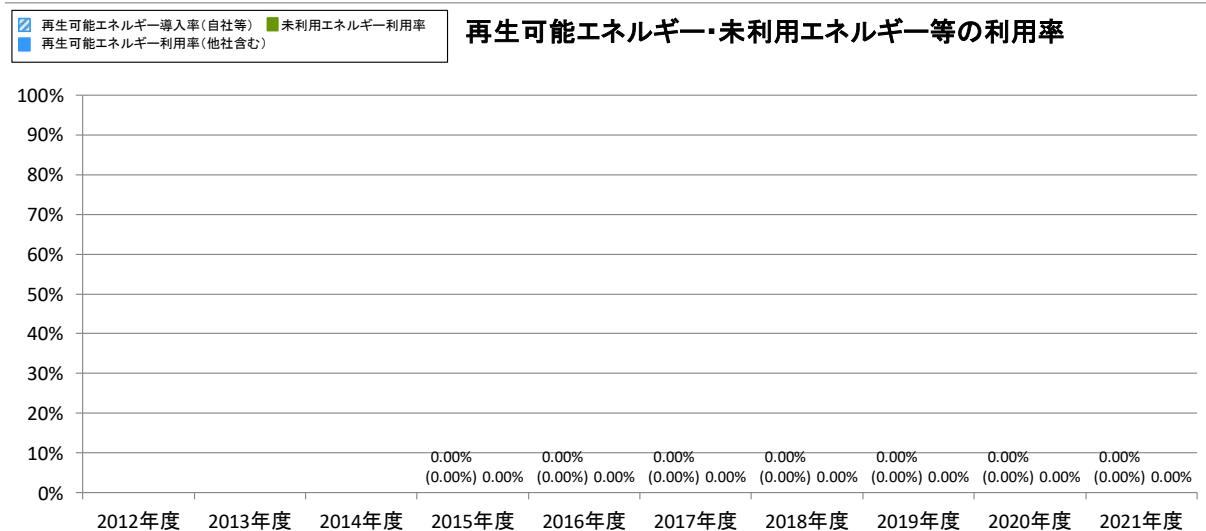 再生可能エネルギー導入率(自社等) 未利用エネルギー利用率
再生可能エネルギー利用率(他社含む)
再生可能エネルギー・未利用エネルギー等の利用率
100%
90%
80%
70%
60%
50%
40%
30%
20%
10%
0%
0.00% 0.00% 0.00% 0.00% 0.00% 0.00% 0.00%
(0.00%) 0.00% (0.00%) 0.00% (0.00%) 0.00% (0.00%) 0.00% (0.00%) 0.00% (0.00%) 0.00% (0.00%) 0.00%
2012年度 2013年度 2014年度 2015年度 2016年度 2017年度 2018年度 2019年度 2020年度 2021年度